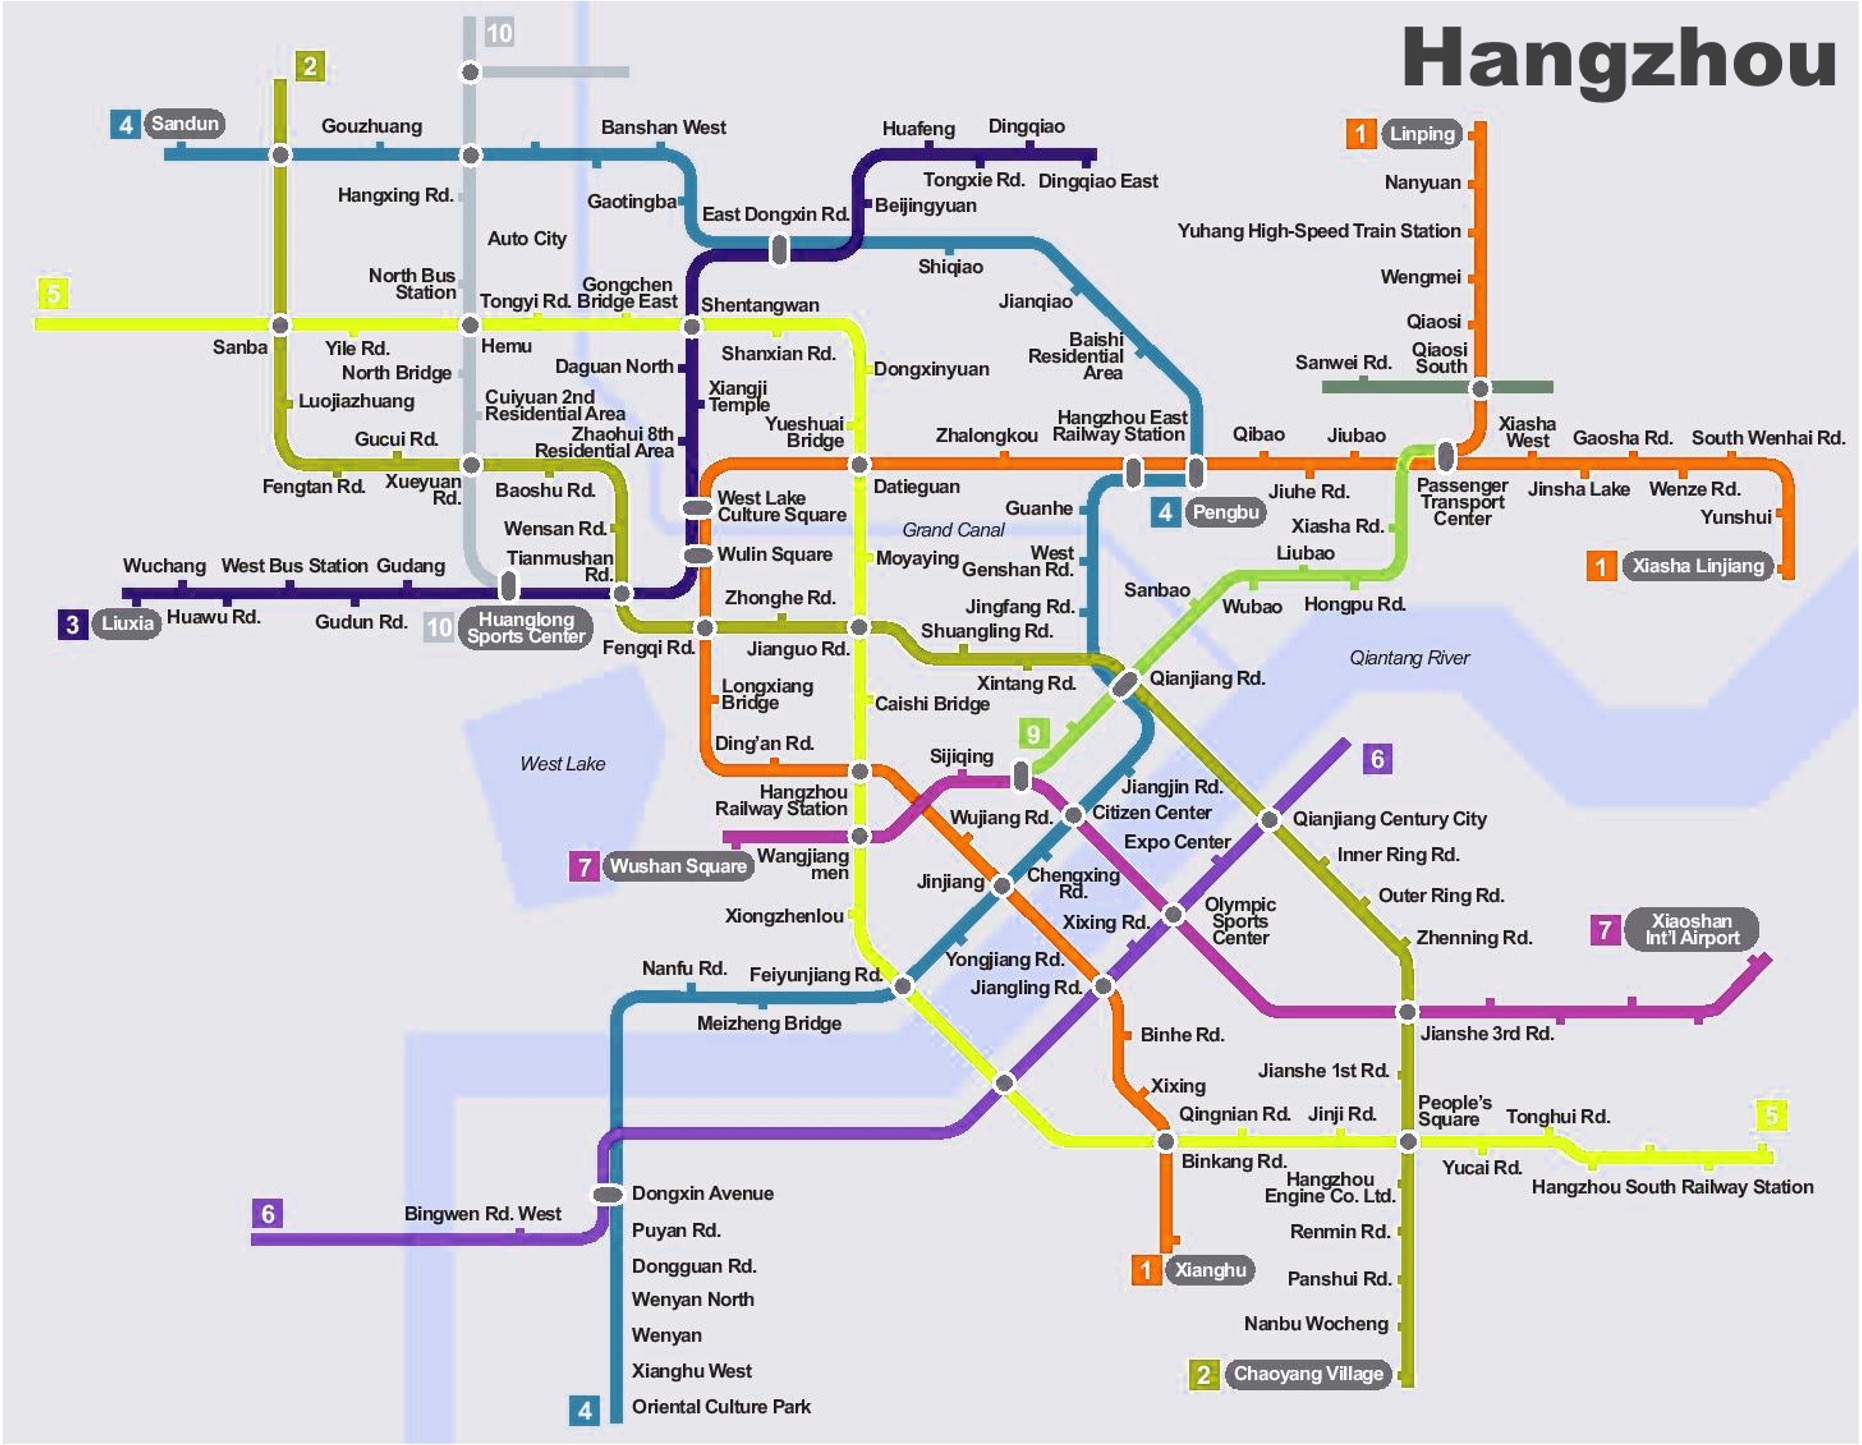 Hangzhou
10
2
4 Sandun
Gouzhuang
Banshan West
Huafeng
Dingqiao
1 Linping
Tongxie Rd.
Dingqiao East
Nanyuan
Hangxing Rd.
Gaotingba
East Dongxin Rd.
Beijingyuan
Auto City
Yuhang High-Speed Train Station
North Bus
Station
Shiqiao
Wengmei
5
Gongchen
Tongyi Rd. Bridge East
Shentangwan
Jianqiao
Qiaosi
Sanba
Yile Rd.
Hemu
Shanxian Rd.
Baishi
Residential
Area
Sanwei Rd.
Qiaosi
South
North Bridge
Daguan North
Dongxinyuan
Luojiazhuang
Cuiyuan 2nd
Residential Area
Xiangji
Temple
Yueshuai
Bridge
Hangzhou East
Railway Station
Gucui Rd.
Zhaohui 8th
Residential Area
Zhalongkou
Qibao
Jiubao
Xiasha
West
Gaosha Rd.
South Wenhai Rd.
Fengtan Rd.
Xueyuan
Rd.
Baoshu Rd.
Datieguan
Jiuhe Rd.
Passenger
Transport
Center
Jinsha Lake
Wenze Rd.
West Lake
Culture Square
Guanhe
4 Pengbu
Yunshui
Wensan Rd.
Grand Canal
Xiasha Rd.
Tianmushan
Rd.
Wulin Square
Moyaying
West
Genshan Rd.
Liubao
1 Xiasha Linjiang
Wuchang
West Bus Station
Gudang
Sanbao
Zhonghe Rd.
Jingfang Rd.
Wubao
Hongpu Rd.
3 Liuxia
Huawu Rd.
Gudun Rd.
10 Huanglong
Sports Center
Fengqi Rd.
Jianguo Rd.
Shuangling Rd.
Qiantang River
Xintang Rd.
Qianjiang Rd.
Longxiang
Bridge
Caishi Bridge
9
Ding'an Rd.
Sijiqing
6
West Lake
Hangzhou
Railway Station
Jiangjin Rd.
Wujiang Rd.
Citizen Center
Qianjiang Century City
Expo Center
7 Wushan Square
Wangjiang
men
Inner Ring Rd.
Jinjiang
Chengxing
Rd.
Outer Ring Rd.
Xiongzhenlou
Xixing Rd.
Olympic
Sports
Center
7 Xiaoshan
Int'l Airport
Zhenning Rd.
Nanfu Rd.
Feiyunjiang Rd.
Yongjiang Rd.
Jiangling Rd.
Meizheng Bridge
Binhe Rd.
Jianshe 3rd Rd.
Jianshe 1st Rd.
Xixing
Qingnian Rd.
Jinji Rd.
People's
Square
Tonghui Rd.
5
Binkang Rd.
Yucai Rd.
Hangzhou South Railway Station
Hangzhou
Engine Co. Ltd.
Dongxin Avenue
6
Bingwen Rd. West
Puyan Rd.
Renmin Rd.
Dongguan Rd.
1 Xianghu
Panshui Rd.
Wenyan North
Nanbu Wocheng
Wenyan
Xianghu West
2 Chaoyang Village
4
Oriental Culture Park